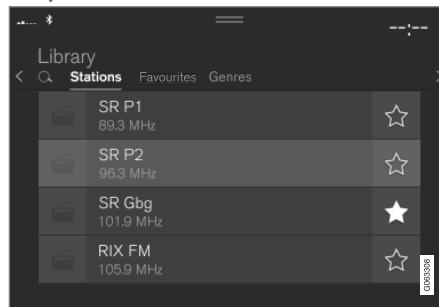 --:--
Library
Stations Favourites Genres
SR P1
89.3 MHz
SR P2
96.3 MHz
SR Gbg
101.9 MHz
RIX FM
105.9 MHz
G063308